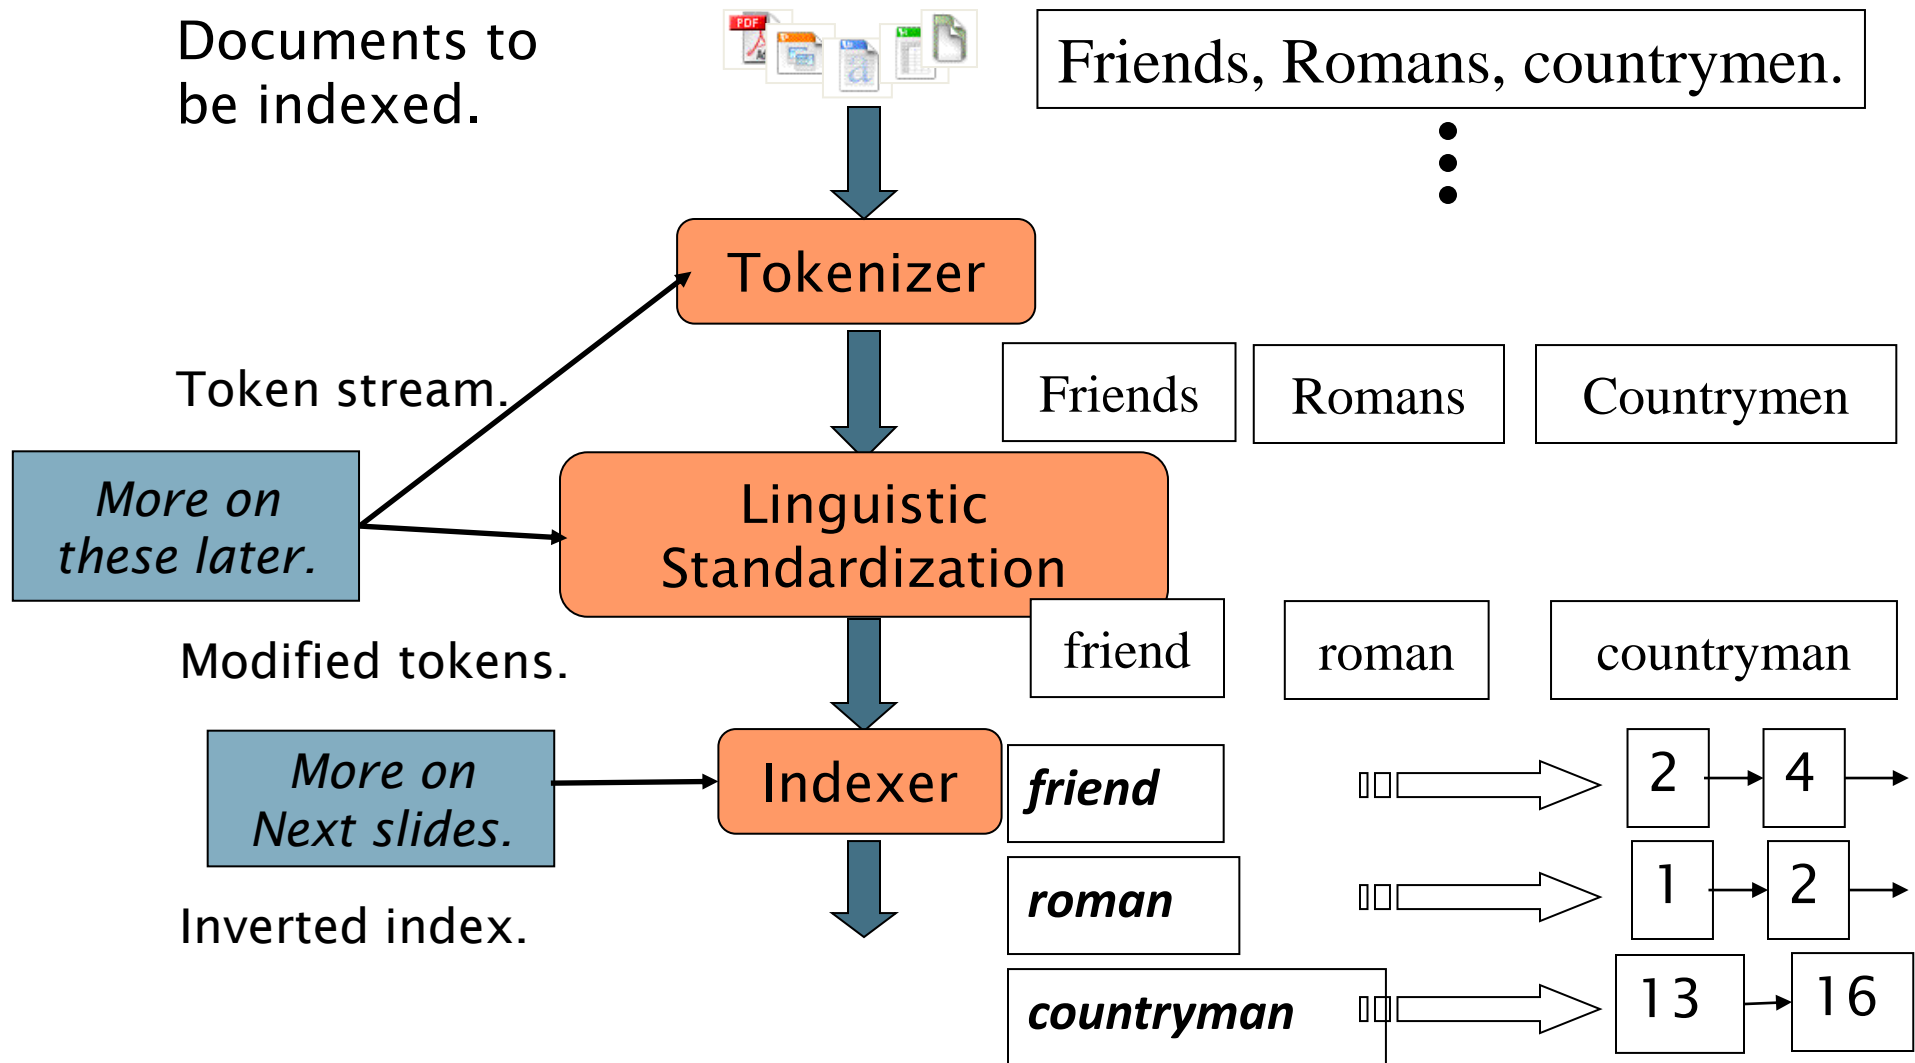 Documents to
be indexed.
PDF
Friends, Romans, countrymen.
Tokenizer
Token stream.
Friends Romans Countrymen
More on
these later.
Linguistic
Standardization
Modified tokens.
friend roman countryman
More on
Next slides.
Indexer
friend 2 4
roman 1 2
Inverted index.
countryman 13 16